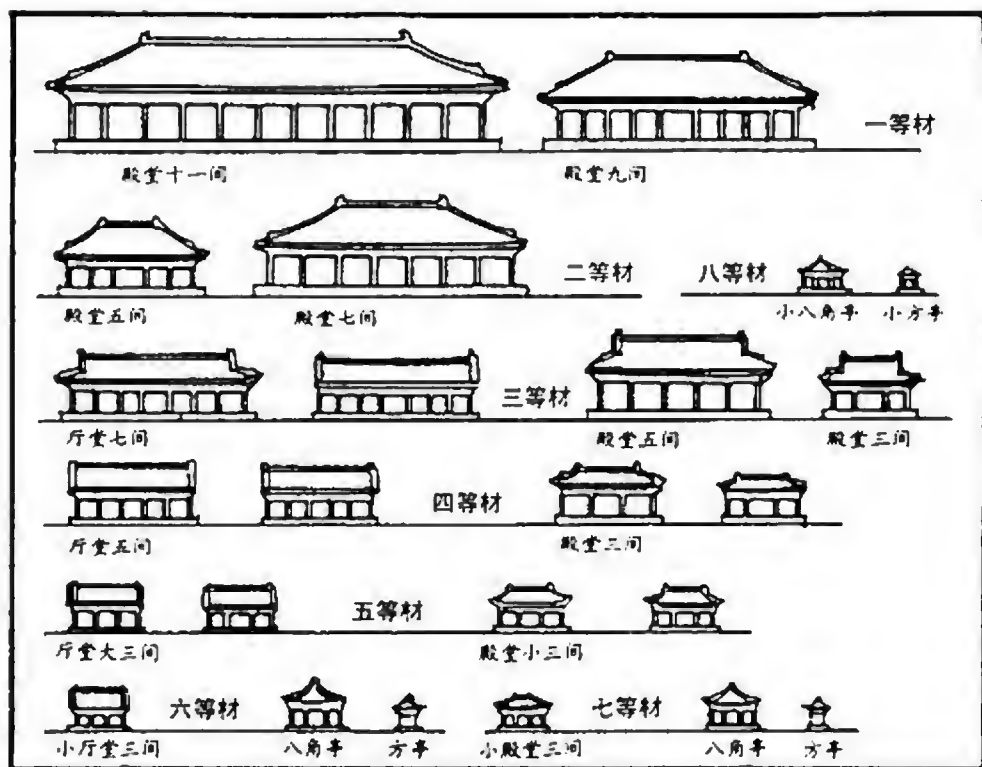 一等材
殿堂十一间 殿堂九间
二等材 八等材
殿堂五间 殿堂七间 小八角亭 小方亭
三等材
厅堂七间 殿堂五间 殿堂三间
四等材
厅堂五间 殿堂三间
五等材
厅堂大三间 殿堂小三间
六等材 七等材
小厅堂三间 八角亭 方亭 小殿堂三间 八角亭 方亭